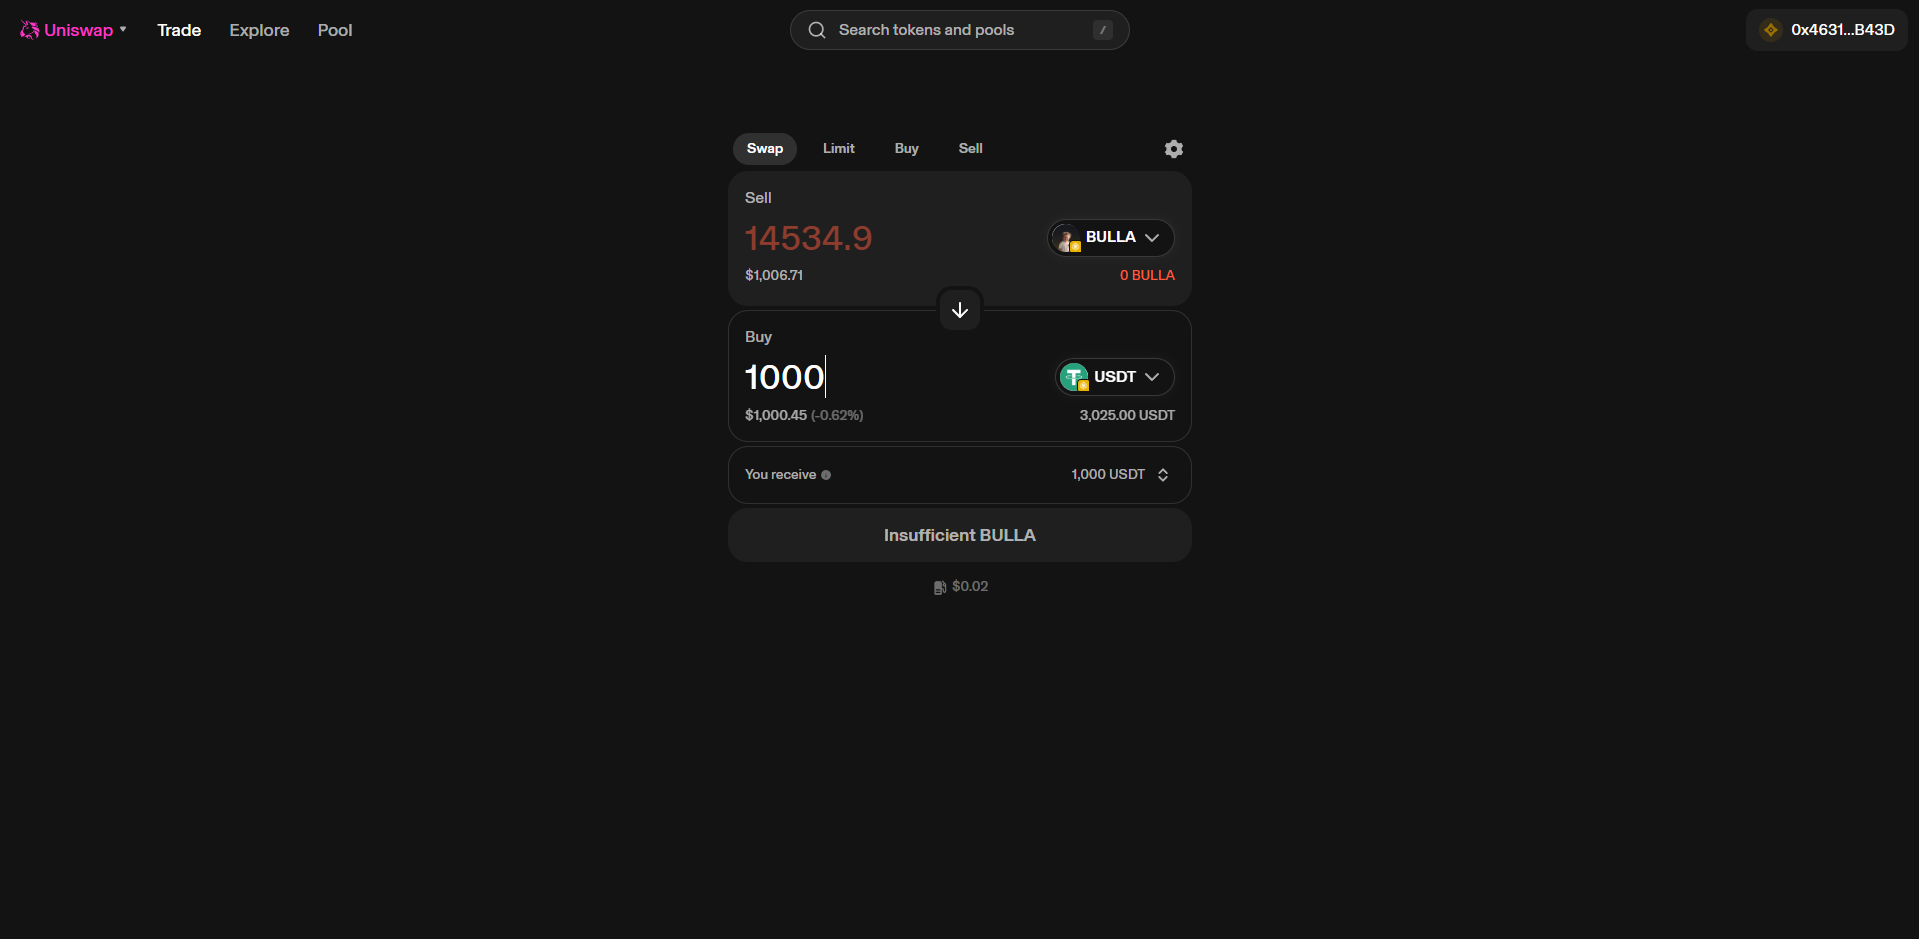 Uniswap Trade Explore Pool Search tokens and pools / 0x4631...B43D
Swap Limit Buy Sell
Sell
14534.9 BULLA
$1,006.71 0 BULLA
Buy
1000 USDT
$1,000.45 (-0.62%) 3,025.00 USDT
You receive 1,000 USDT
Insufficient BULLA
$0.02